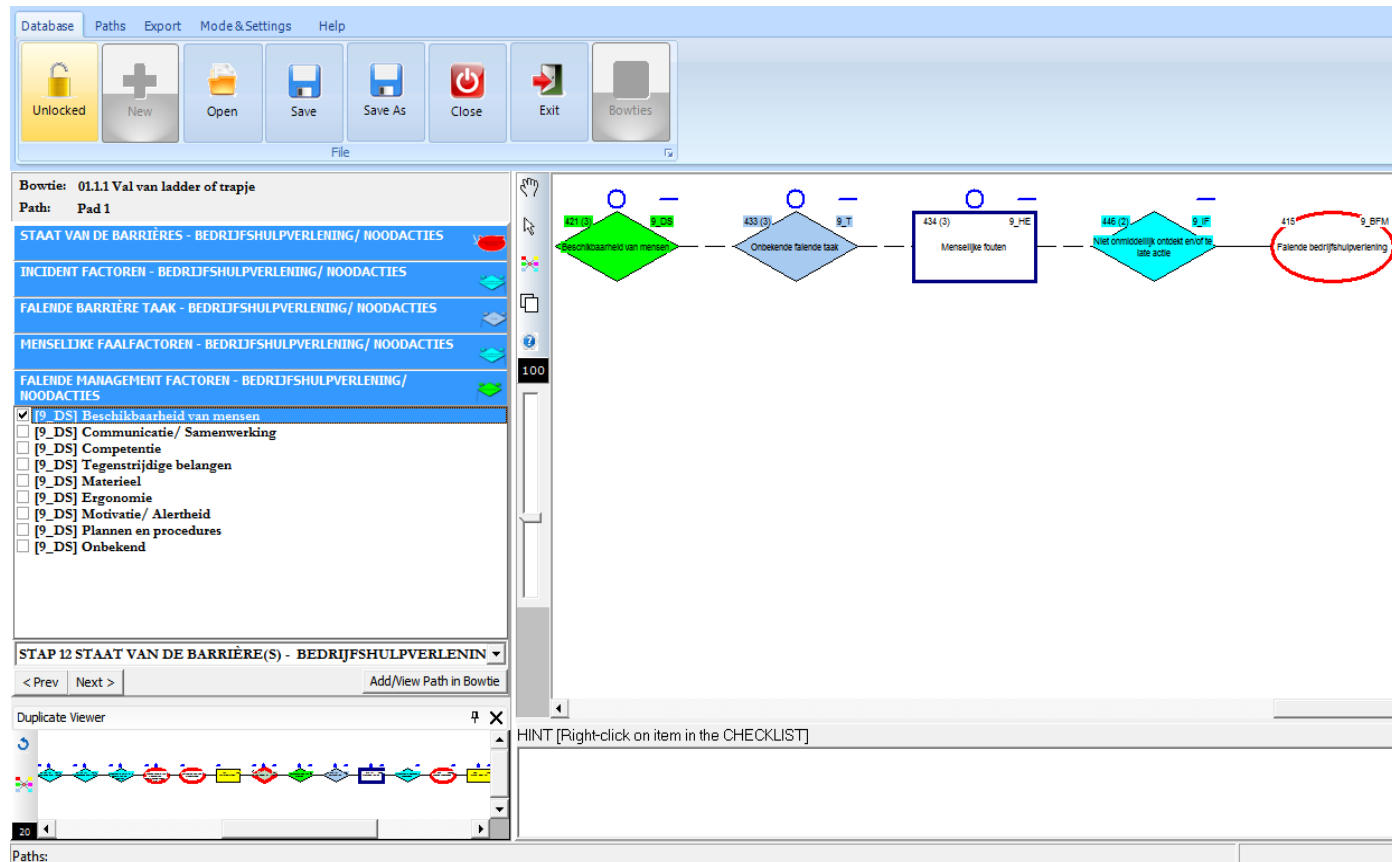 Database Paths Export Mode & Settings Help
Unlocked New Open Save Save As Close Exit Bowties
File
Bowtie: 01.1.1 Val van ladder of trapje
Path: Pad 1
STAAT VAN DE BARRIÈRES - BEDRIJFSHULPVERLENING/ NOODACTIES
INCIDENT FACTOREN - BEDRIJFSHULPVERLENING/ NOODACTIES
FALENDE BARRIÈRE TAAK - BEDRIJFSHULPVERLENING/ NOODACTIES
MENSELIJKE FAALFACTOREN - BEDRIJFSHULPVERLENING/ NOODACTIES
FALENDE MANAGEMENT FACTOREN - BEDRIJFSHULPVERLENING/
NOODACTIES
[9_DS] Beschikbaarheid van mensen
[9_DS] Communicatie/ Samenwerking
[9_DS] Competentie
[9_DS] Tegenstrijdige belangen
[9_DS] Materieel
[9_DS] Ergonomie
[9_DS] Motivatie/ Alertheid
[9_DS] Plannen en procedures
[9_DS] Onbekend
STAP 12 STAAT VAN DE BARRIÈRE(S) - BEDRIJFSHULPVERLENIN
< Prev Next > Add/View Path in Bowtie
Duplicate Viewer
20
Paths:
100
421 (3) 9_DS
Beschikbaarheid van mensen
433 (3) 9_T
Onbekende falende taak
434 (3) 9_HE
Menselijke fouten
446 (2) 9_IF
Niet onmiddellijk ontdekt en/of te
late actie
415 9_BFM
Falende bedrijfshulpverlening
HINT [Right-click on item in the CHECKLIST]